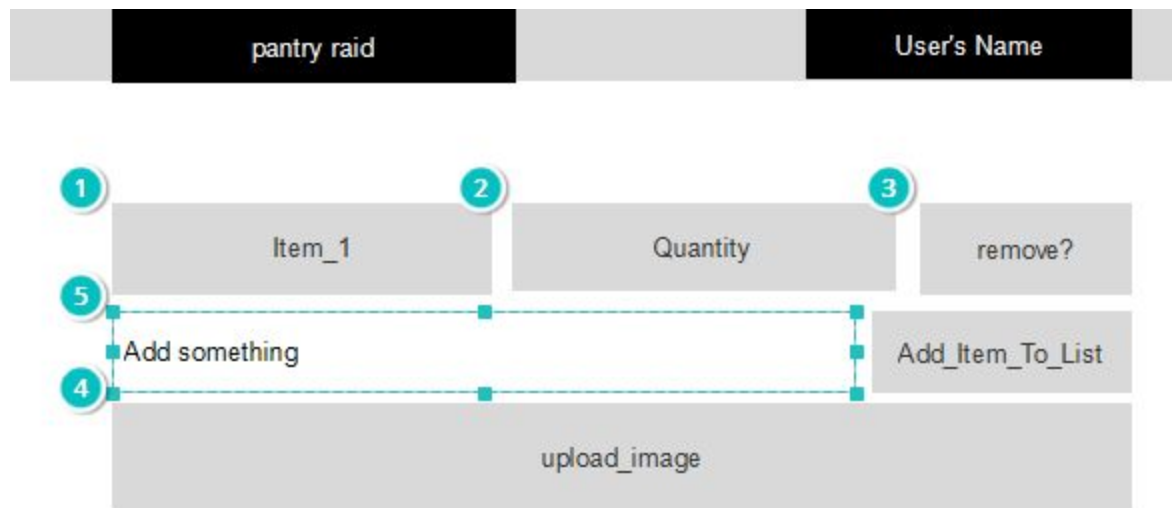 pantry raid
User's Name
1
2
3
Item_1
Quantity
remove?
5
Add something
Add_Item_To_List
4
upload_image